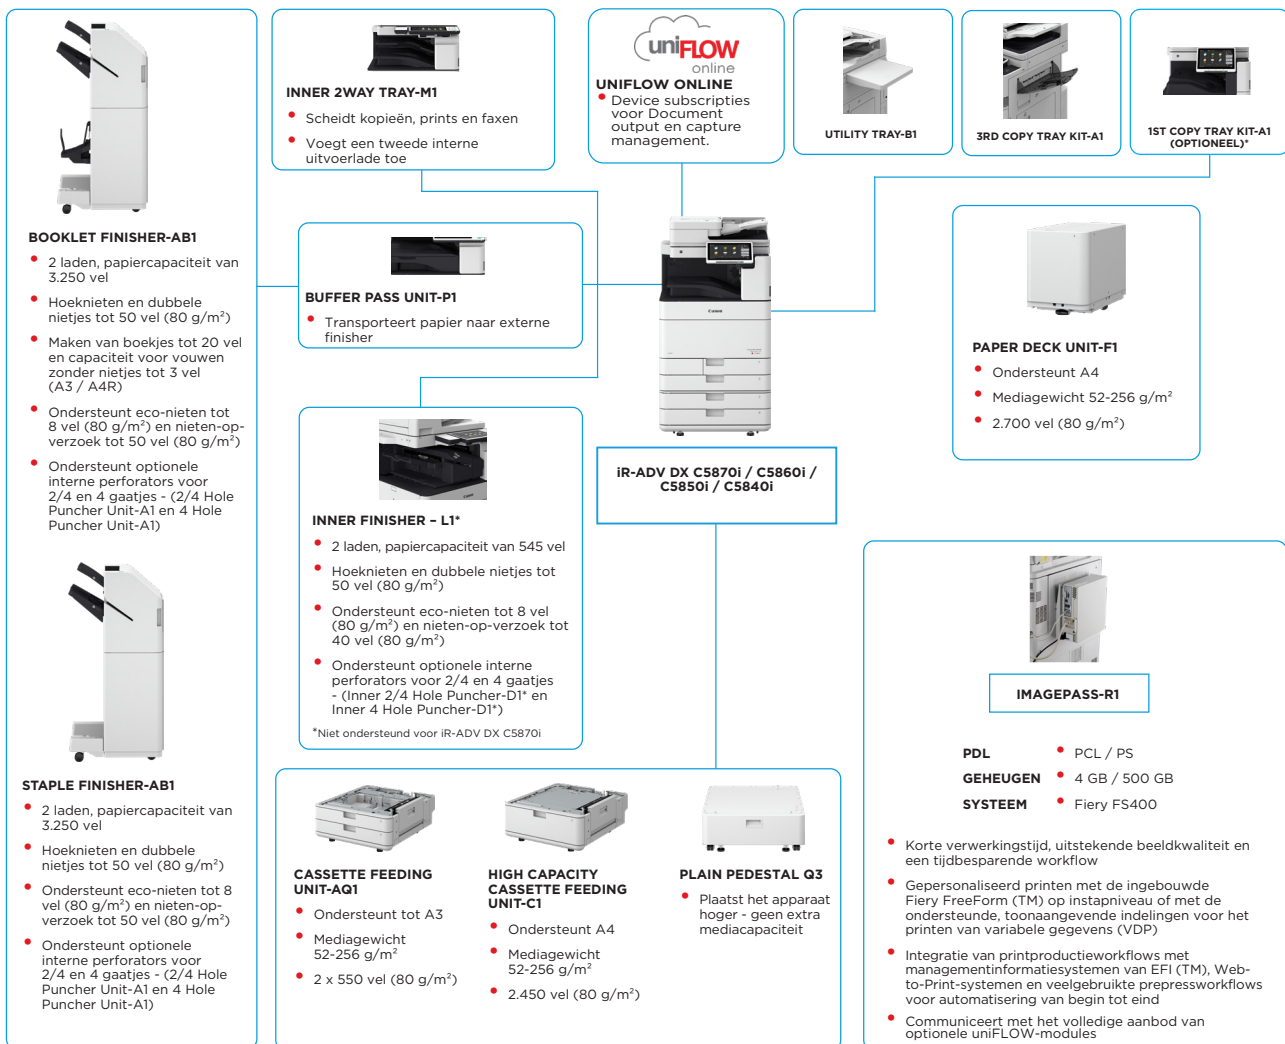 BOOKLET FINISHER-AB1
• 2 laden, papiercapaciteit van
3.250 vel
• Hoeknieten en dubbele
nietjes tot 50 vel (80 g/m²)
• Maken van boekjes tot 20 vel
en capaciteit voor vouwen
zonder nietjes tot 3 vel
(A3 / A4R)
• Ondersteunt eco-nieten tot
8 vel (80 g/m²) en nieten-op-
verzoek tot 50 vel (80 g/m²)
• Ondersteunt optionele
interne perforators voor
2/4 en 4 gaatjes - (2/4 Hole
Puncher Unit-A1 en 4 Hole
Puncher Unit-A1)
STAPLE FINISHER-AB1
• 2 laden, papiercapaciteit van
3.250 vel
• Hoeknieten en dubbele
nietjes tot 50 vel (80 g/m²)
• Ondersteunt eco-nieten tot 8
vel (80 g/m²) en nieten-op-
verzoek tot 50 vel (80 g/m²)
• Ondersteunt optionele
interne perforators voor
2/4 en 4 gaatjes - (2/4 Hole
Puncher Unit-A1 en 4 Hole
Puncher Unit-A1)
INNER 2WAY TRAY-M1
• Scheidt kopieën, prints en faxen
• Voegt een tweede interne
uitvoerlade toe
BUFFER PASS UNIT-P1
• Transporteert papier naar externe
finisher
INNER FINISHER – L1*
• 2 laden, papiercapaciteit van 545 vel
• Hoeknieten en dubbele nietjes tot
50 vel (80 g/m²)
• Ondersteunt eco-nieten tot 8 vel
(80 g/m²) en nieten-op-verzoek tot
40 vel (80 g/m²)
• Ondersteunt optionele interne
perforators voor 2/4 en 4 gaatjes
- (Inner 2/4 Hole Puncher-D1* en
Inner 4 Hole Puncher-D1*)
*Niet ondersteund voor iR-ADV DX C5870i
uniFLOW
online
UNIFLOW ONLINE
• Device subscripties
voor Document
output en capture
management.
UTILITY TRAY-B1
3RD COPY TRAY KIT-A1
1ST COPY TRAY KIT-A1
(OPTIONEEL)*
Canon
iR-ADV DX C5870i / C5860i /
C5850i / C5840i
PAPER DECK UNIT-F1
• Ondersteunt A4
• Mediagewicht 52-256 g/m²
• 2.700 vel (80 g/m²)
CASSETTE FEEDING
UNIT-AQ1
• Ondersteunt tot A3
• Mediagewicht
52-256 g/m²
• 2 x 550 vel (80 g/m²)
HIGH CAPACITY
CASSETTE FEEDING
UNIT-C1
• Ondersteunt A4
• Mediagewicht
52-256 g/m²
• 2.450 vel (80 g/m²)
PLAIN PEDESTAL Q3
• Plaatst het apparaat
hoger - geen extra
mediacapaciteit
IMAGEPASS-R1
PDL • PCL / PS
GEHEUGEN • 4 GB / 500 GB
SYSTEEM • Fiery FS400
• Korte verwerkingstijd, uitstekende beeldkwaliteit en
een tijdbesparende workflow
• Gepersonaliseerd printen met de ingebouwde
Fiery FreeForm (TM) op instapniveau of met de
ondersteunde, toonaangevende indelingen voor het
printen van variabele gegevens (VDP)
• Integratie van printproductieworkflows met
managementinformatiesystemen van EFI (TM), Web-
to-Print-systemen en veelgebruikte prepressworkflows
voor automatisering van begin tot eind
• Communiceert met het volledige aanbod van
optionele uniFLOW-modules